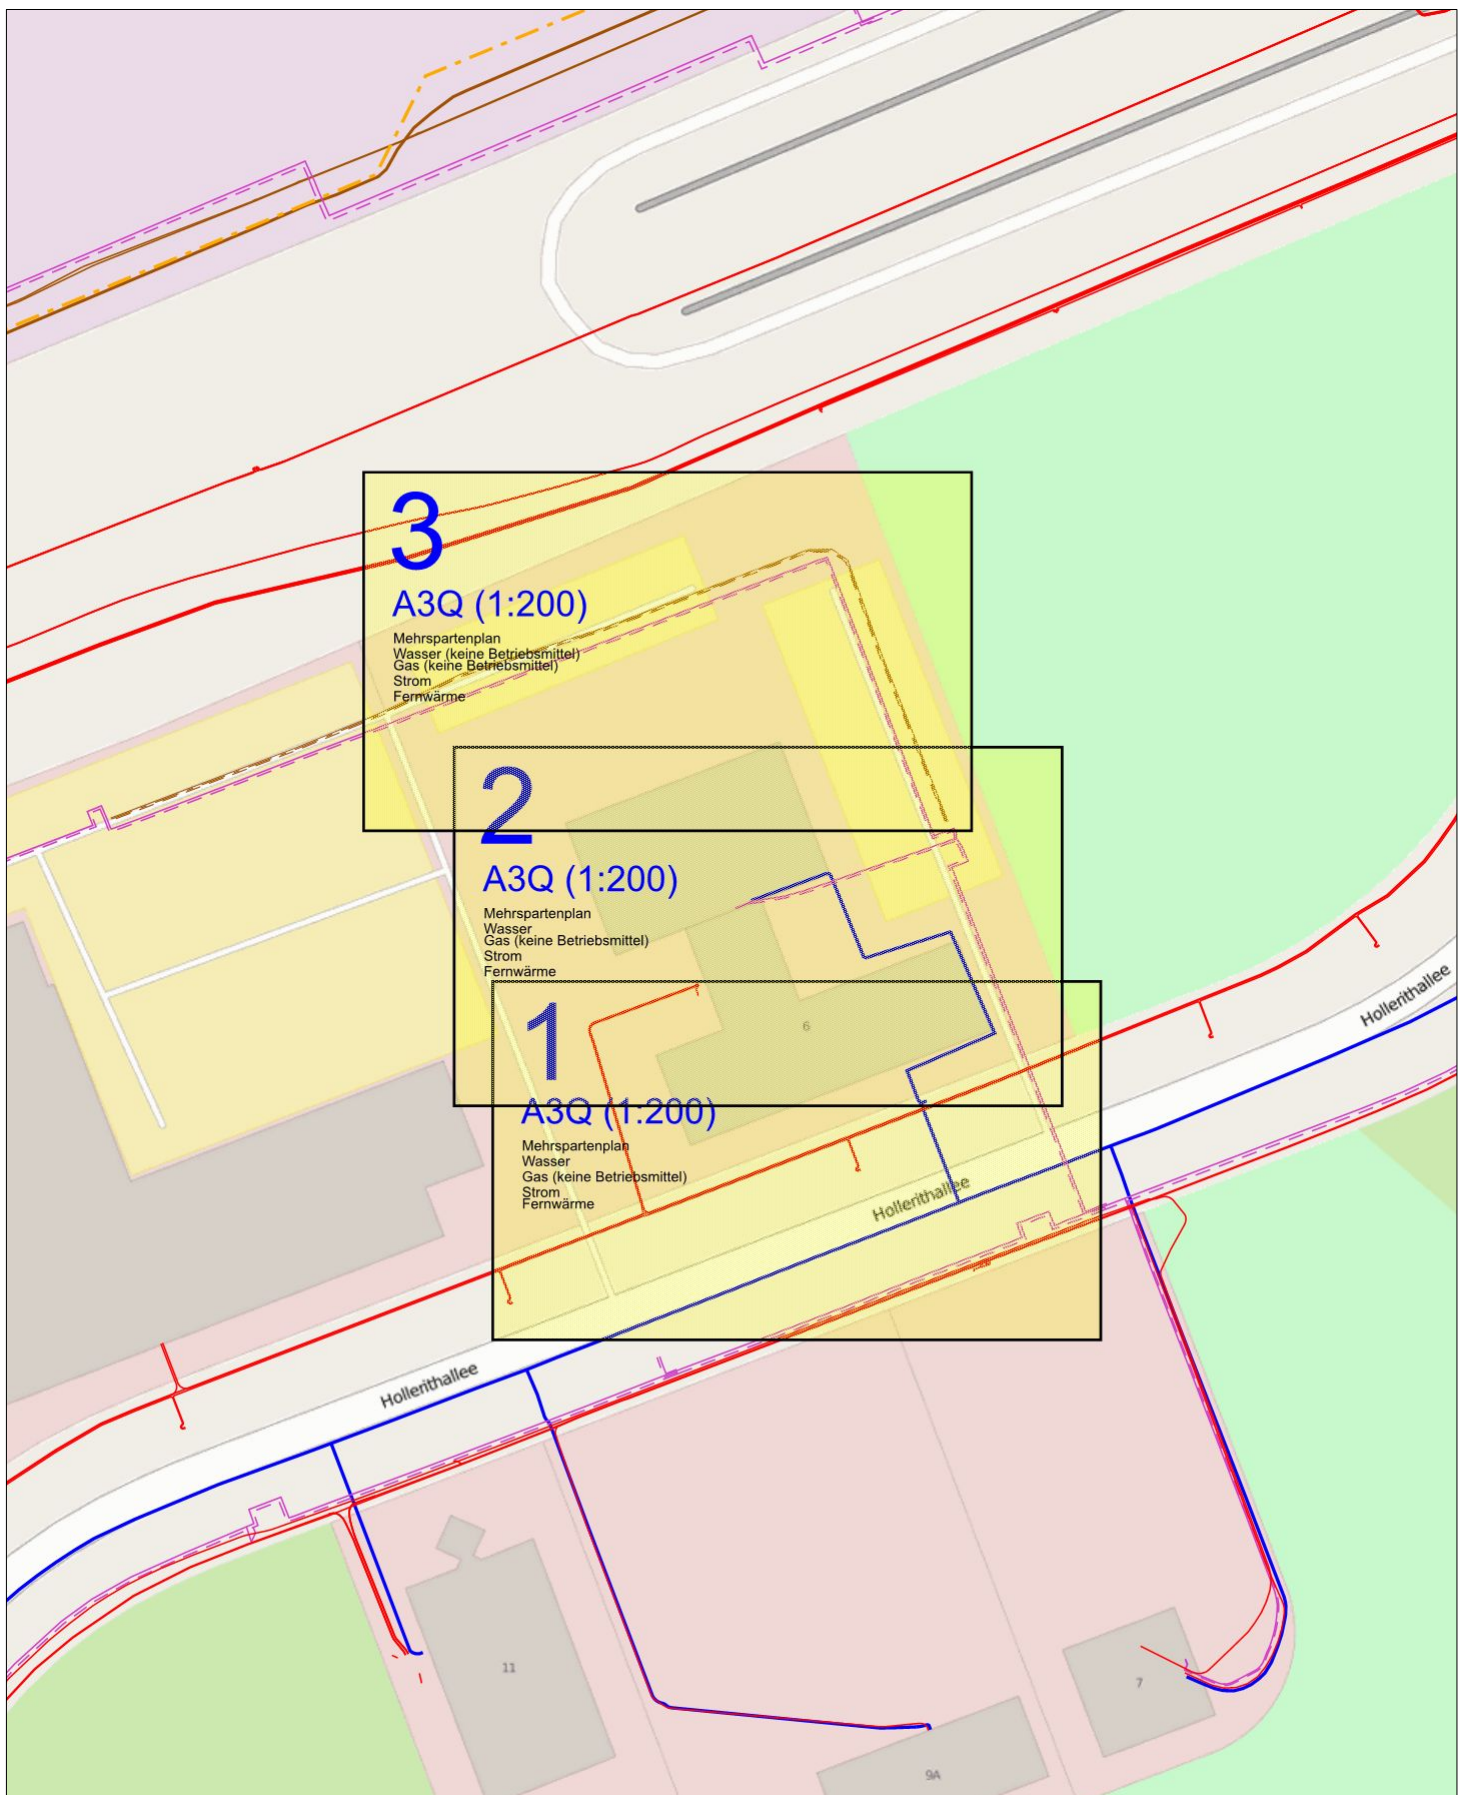 3
A3Q (1:200)
Mehrspartenplan
Wasser (keine Betriebsmittel)
Gas (keine Betriebsmittel)
Strom
Fernwärme
2
A3Q (1:200)
Mehrspartenplan
Wasser
Gas (keine Betriebsmittel)
Strom
Fernwärme
1
A3Q (1:200)
Mehrspartenplan
Wasser
Gas (keine Betriebsmittel)
Strom
Fernwärme
6
Hollerithallee
Hollerithallee
Hollerithallee
11
7
9A